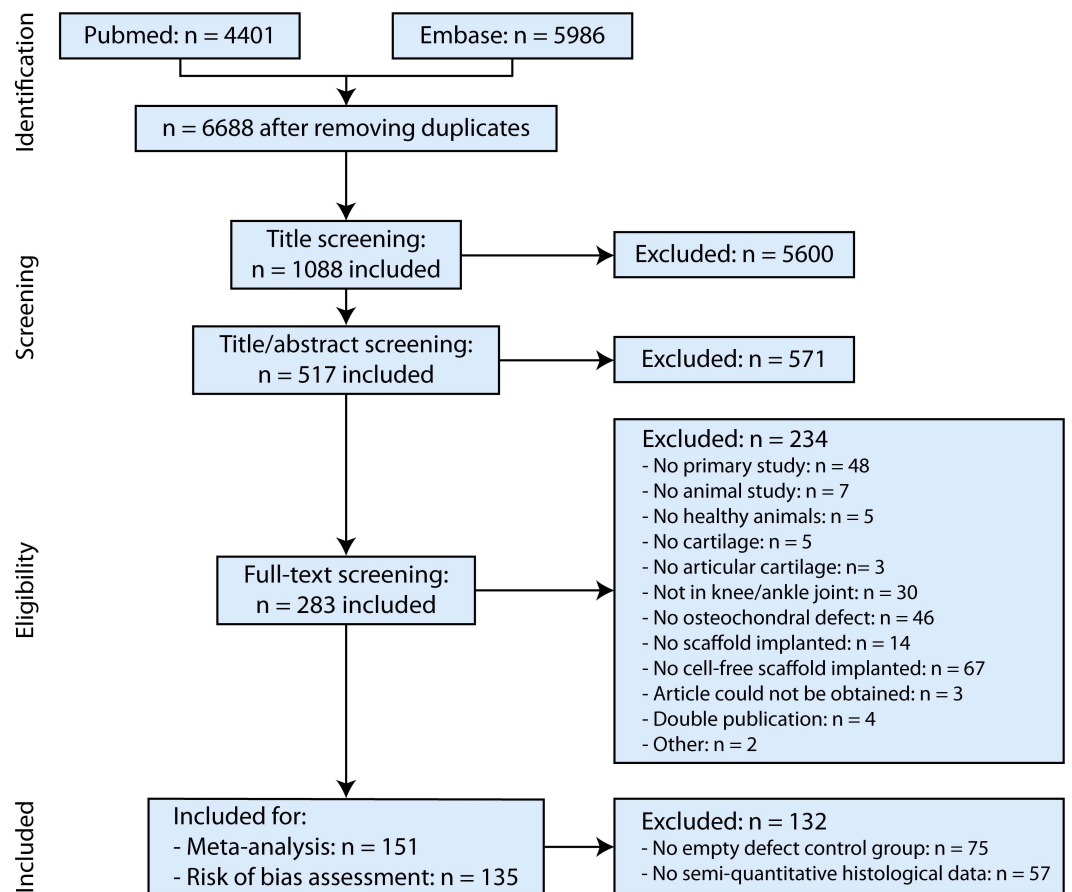 Identification
Pubmed: n = 4401
Embase: n = 5986
n = 6688 after removing duplicates
Screening
Title screening:
n = 1088 included
Excluded: n = 5600
Title/abstract screening:
n = 517 included
Excluded: n = 571
Eligibility
Full-text screening:
n = 283 included
Excluded: n = 234
- No primary study: n = 48
- No animal study: n = 7
- No healthy animals: n = 5
- No cartilage: n = 5
- No articular cartilage: n= 3
- Not in knee/ankle joint: n = 30
- No osteochondral defect: n = 46
- No scaffold implanted: n = 14
- No cell-free scaffold implanted: n = 67
- Article could not be obtained: n = 3
- Double publication: n = 4
- Other: n = 2
Included
Included for:
- Meta-analysis: n = 151
- Risk of bias assessment: n = 135
Excluded: n = 132
- No empty defect control group: n = 75
- No semi-quantitative histological data: n = 57